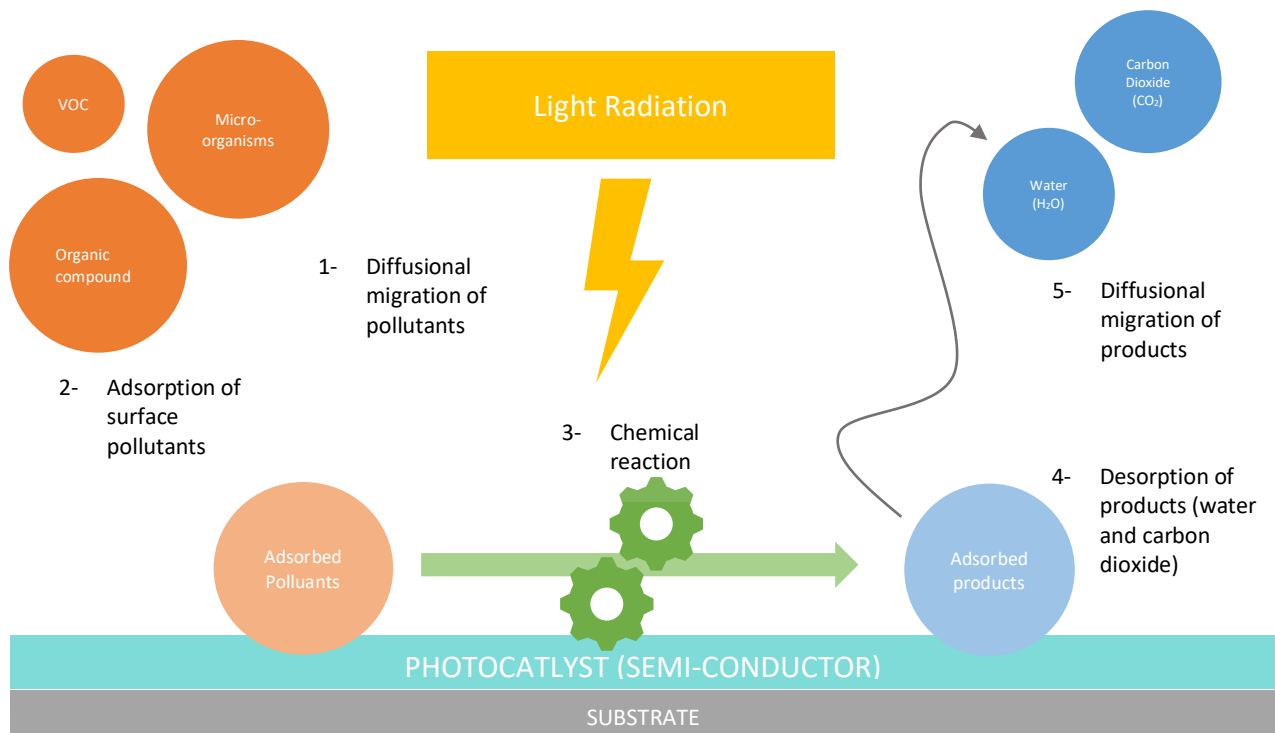 VOC
Micro-
organisms
Organic
compound
Light Radiation
Carbon
Dioxide
(CO₂)
Water
(H₂O)
1- Diffusional
migration of
pollutants
2- Adsorption of
surface
pollutants
3- Chemical
reaction
5- Diffusional
migration of
products
4- Desorption of
products (water
and carbon
dioxide)
Adsorbed
Polluants
Adsorbed
products
PHOTOCATLYST (SEMI-CONDUCTOR)
SUBSTRATE